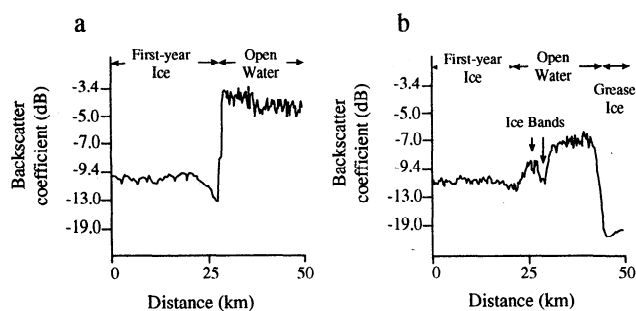 a
First-year
Ice
Open
Water
Backscatter
coefficient (dB)
-3.4
-5.0
-7.0
-9.4
-13.0
-19.0
0
25
50
Distance (km)
b
First-year
Ice
Open
Water
Grease
Ice
Ice Bands
Backscatter
coefficient (dB)
-3.4
-5.0
-7.0
-9.4
-13.0
-19.0
0
25
50
Distance (km)